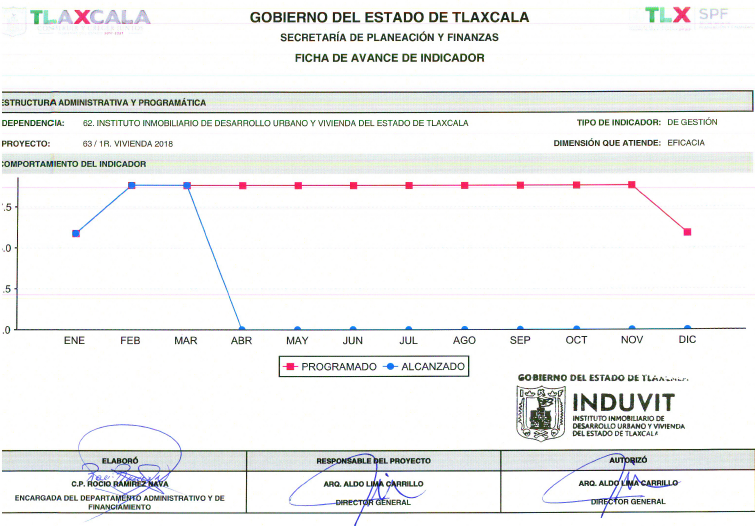 TLAXCALA
GOBIERNO DEL ESTADO DE TLAXCALA
TLX SPF
SECRETARÍA DE PLANEACIÓN Y FINANZAS
FICHA DE AVANCE DE INDICADOR
ESTRUCTURA ADMINISTRATIVA Y PROGRAMÁTICA
DEPENDENCIA: 62. INSTITUTO INMOBILIARIO DE DESARROLLO URBANO Y VIVIENDA DEL ESTADO DE TLAXCALA TIPO DE INDICADOR: DE GESTIÓN
PROYECTO: 63 / 1R. VIVIENDA 2018 DIMENSIÓN QUE ATIENDE: EFICACIA
COMPORTAMIENTO DEL INDICADOR
.5
.0
.5
.0
ENE FEB MAR ABR MAY JUN JUL AGO SEP OCT NOV DIC
PROGRAMADO ALCANZADO
GOBIERNO DEL ESTADO DE TLAXCALA
INDUVIT
INSTITUTO INMOBILIARIO DE
DESARROLLO URBANO Y VIVIENDA
DEL ESTADO DE TLAXCALA
ELABORÓ
C.P. ROCIO RAMIREZ NAVA
ENCARGADA DEL DEPARTAMENTO ADMINISTRATIVO Y DE
FINANCIAMIENTO
RESPONSABLE DEL PROYECTO
ARQ. ALDO LIMA CARRILLO
DIRECTOR GENERAL
AUTORIZÓ
ARQ. ALDO LIMA CARRILLO
DIRECTOR GENERAL